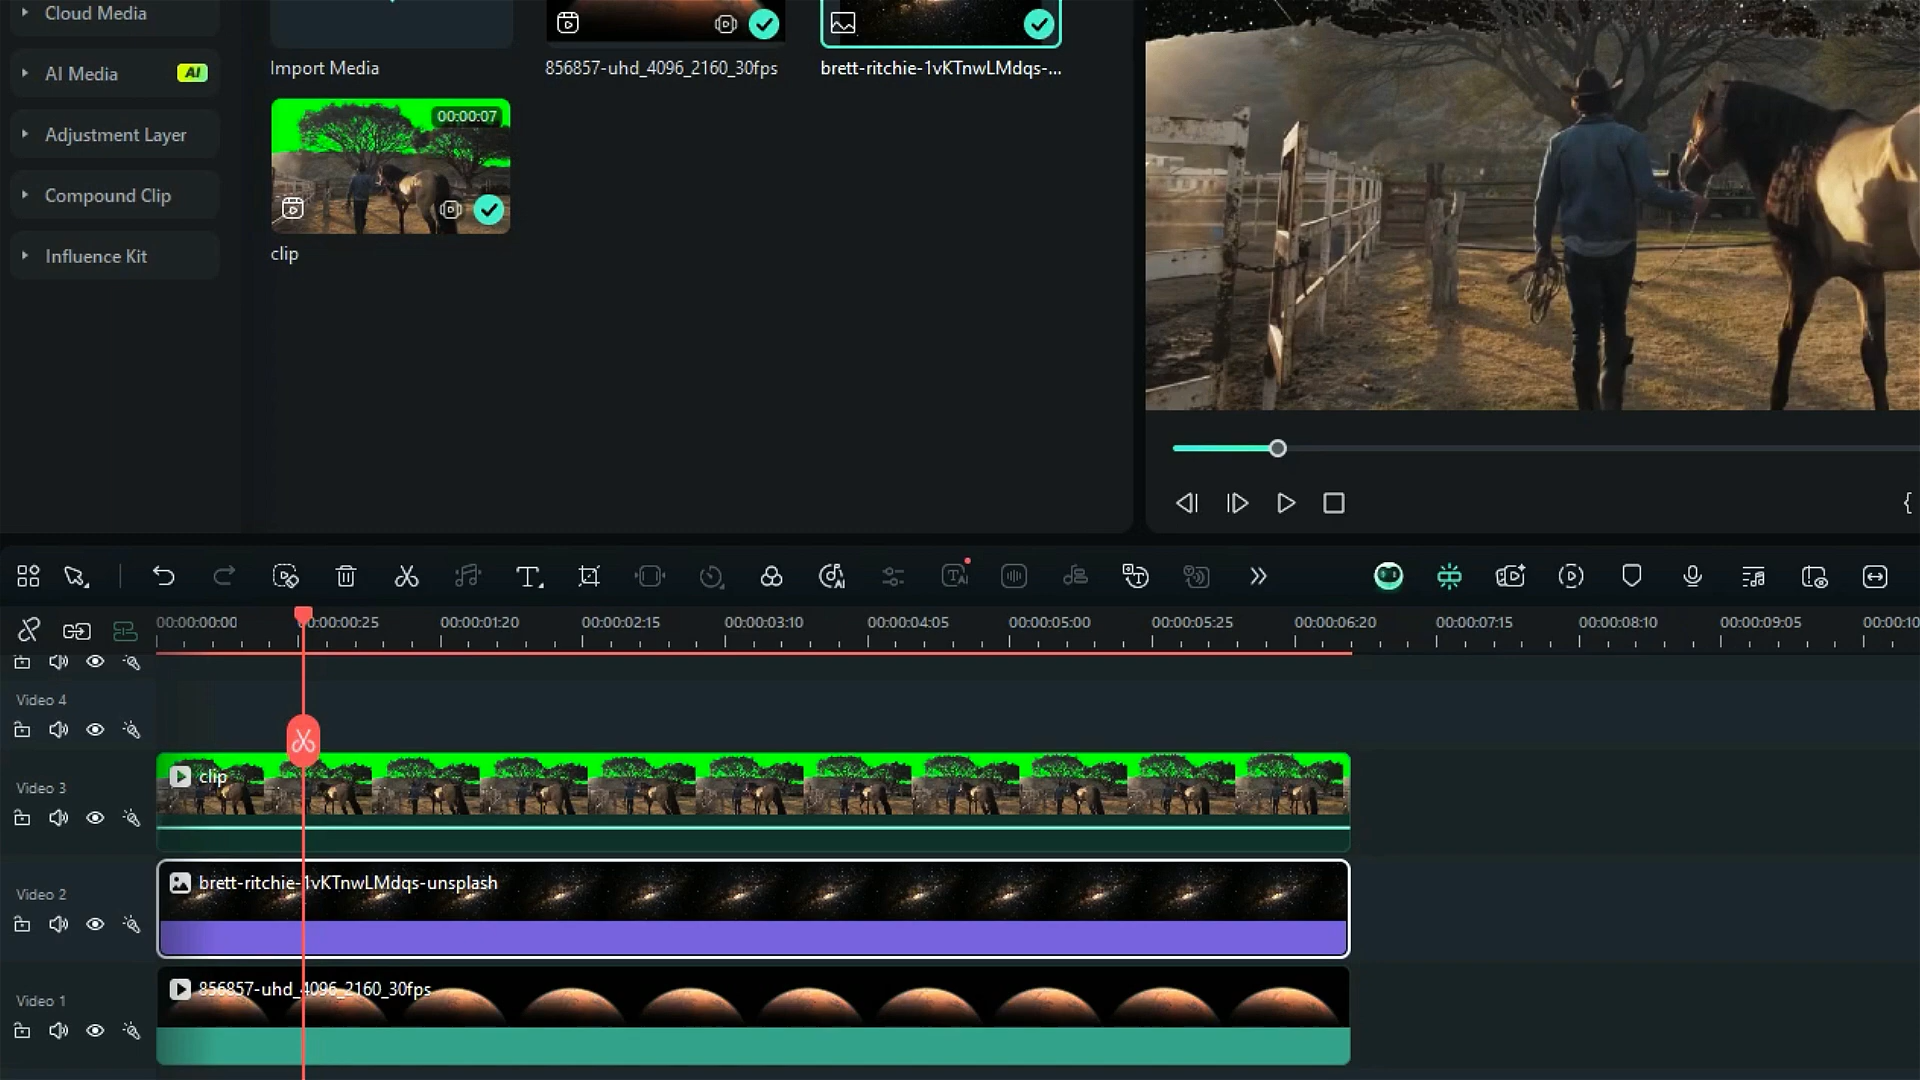 Cloud Media
AI Media
AI
Adjustment Layer
Compound Clip
Influence Kit
Import Media
856857-uhd_4096_2160_30fps
brett-ritchie-1vKTnwLMdqs-...
00:00:07
clip
{
00:00:00:00
00:00:00:25
00:00:01:20
00:00:02:15
00:00:03:10
00:00:04:05
00:00:05:00
00:00:05:25
00:00:06:20
00:00:07:15
00:00:08:10
00:00:09:05
00:00:10
Video 4
Video 3
clip
Video 2
brett-ritchie-1vKTnwLMdqs-unsplash
Video 1
856857-uhd_4096_2160_30fps